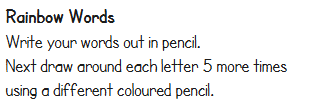 Rainbow Words
Write your words out in pencil.
Next draw around each letter 5 more times
using a different coloured pencil.